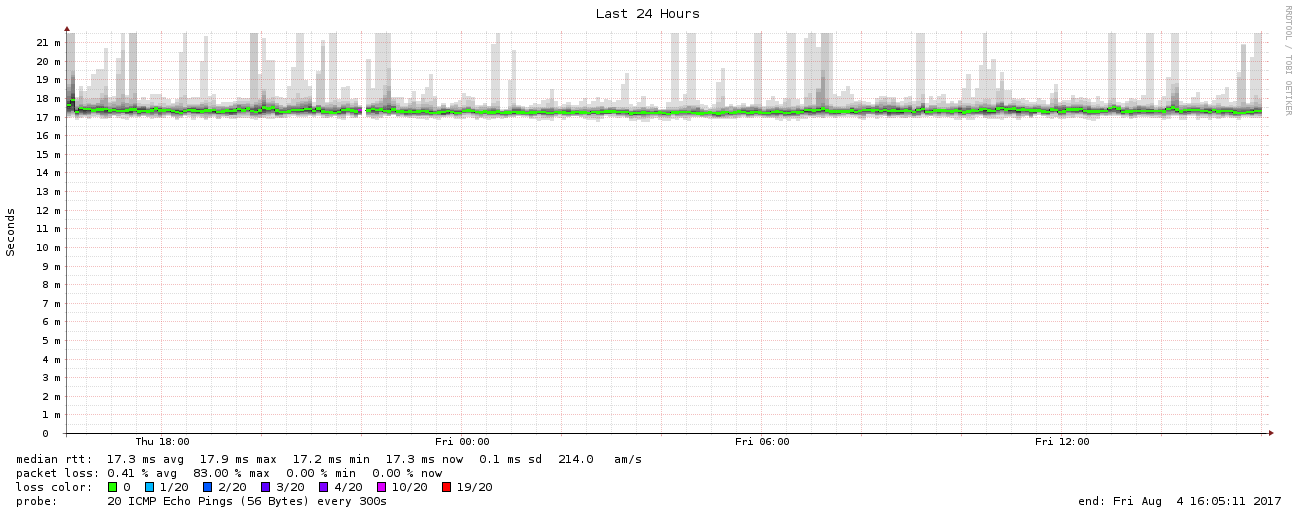 Last 24 Hours
RRDTOOL / TOBI OETIKER
Seconds
21 m
20 m
19 m
18 m
17 m
16 m
15 m
14 m
13 m
12 m
11 m
10 m
9 m
8 m
7 m
6 m
5 m
4 m
3 m
2 m
1 m
0
Thu 18:00 Fri 00:00 Fri 06:00 Fri 12:00
median rtt: 17.3 ms avg 17.9 ms max 17.2 ms min 17.3 ms now 0.1 ms sd 214.0 am/s
packet loss: 0.41 % avg 83.00 % max 0.00 % min 0.00 % now
loss color: 0 1/20 2/20 3/20 4/20 10/20 19/20
probe: 20 ICMP Echo Pings (56 Bytes) every 300s end: Fri Aug 4 16:05:11 2017